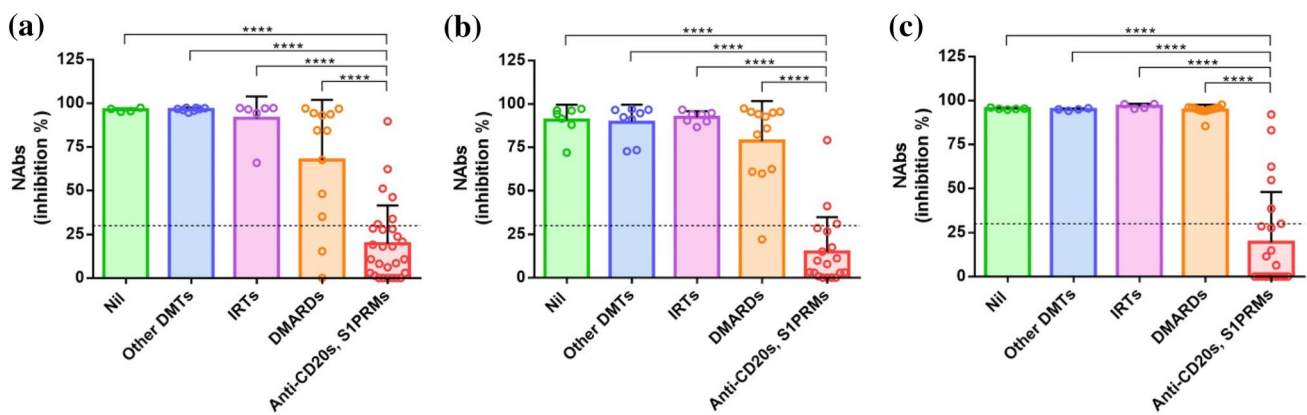 (a)
****
****
****
****
NAbs
(inhibition %)
125
100
75
50
25
0
Nil
Other DMTs
IRTs
DMARDs
Anti-CD20s, S1PRMs
(b)
****
****
****
****
NAbs
(inhibition %)
125
100
75
50
25
0
Nil
Other DMTs
IRTs
DMARDs
Anti-CD20s, S1PRMs
(c)
****
****
****
****
NAbs
(inhibition %)
125
100
75
50
25
0
Nil
Other DMTs
IRTs
DMARDs
Anti-CD20s, S1PRMs